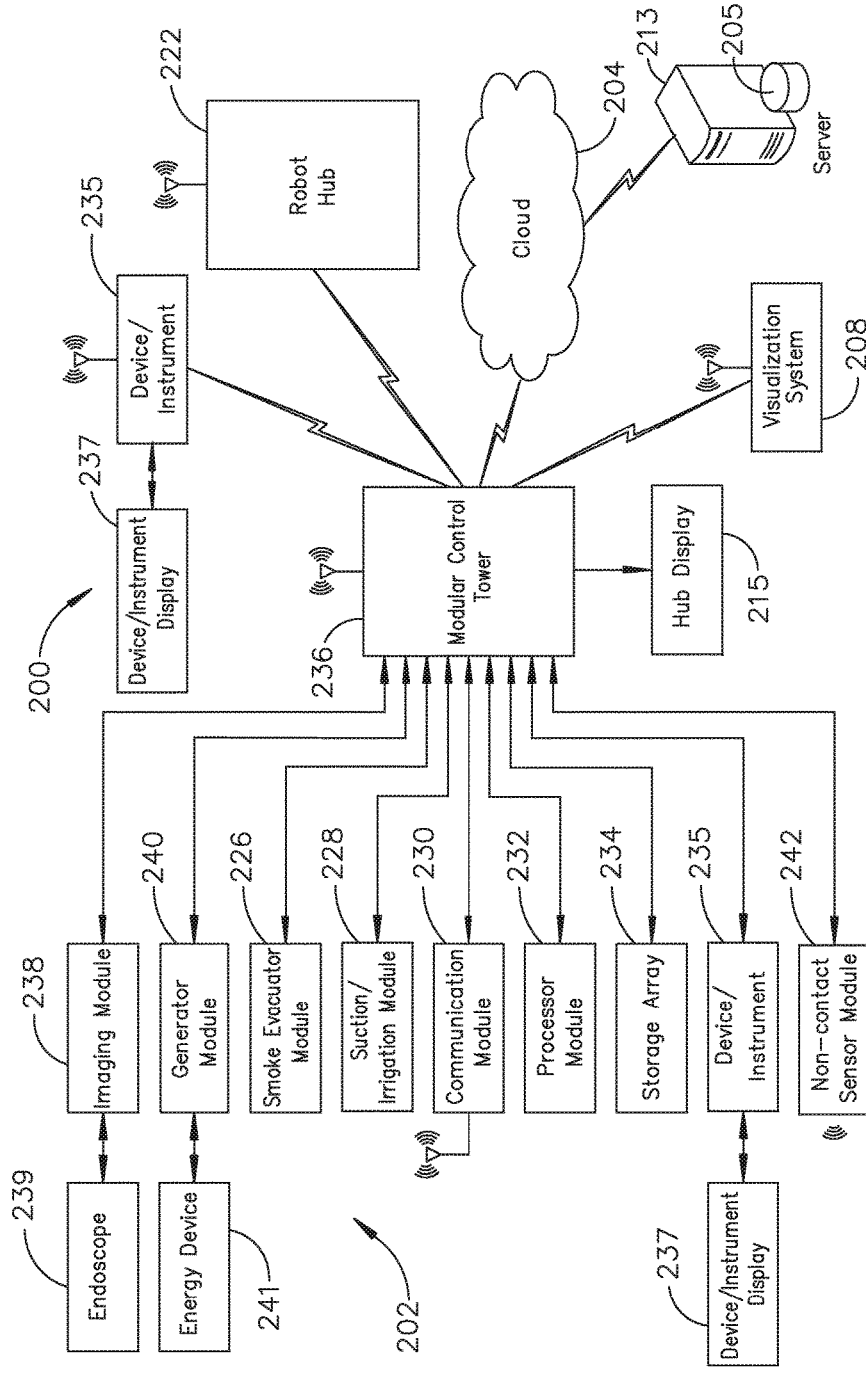 200
239
Endoscope
238
Imaging Module
240
Generator
Module
Energy Device
241
226
Smoke Evacuator
Module
228
Suction/
Irrigation Module
202
230
Communication
Module
232
Processor
Module
234
Storage Array
235
Device/
Instrument
237
Device/Instrument
Display
242
Non-contact
Sensor Module
236
Modular Control
Tower
Hub Display
215
237
Device/Instrument
Display
235
Device/
Instrument
222
Robot
Hub
Cloud
204
213
205
Server
Visualization
System
208